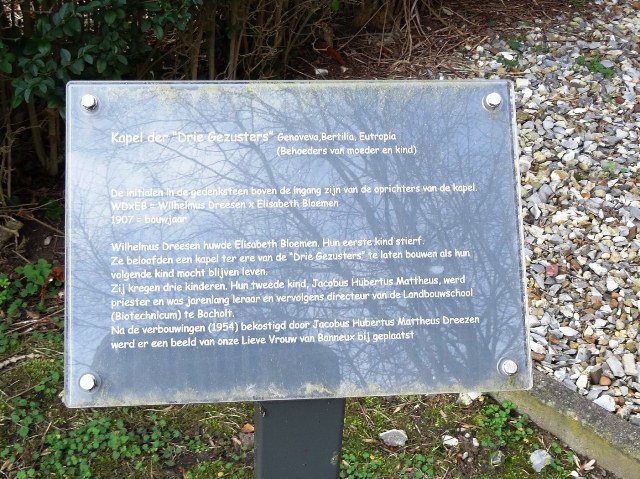 Kapel der "Drie Gezusters" Genoveva,Bertilia, Eutropia
(Behoeders van moeder en kind)
De initialen in de gedenksteen boven de ingang zijn van de oprichters van de kapel.
WDxEB = Wilhelmus Dreesen x Elisabeth Bloemen
1907 = bouwjaar
Wilhelmus Dreesen huwde Elisabeth Bloemen. Hun eerste kind stierf.
Ze beloofden een kapel ter ere van de "Drie Gezusters" te laten bouwen als hun
volgende kind mocht blijven leven.
Zij kregen drie kinderen. Hun tweede kind, Jacobus Hubertus Mattheus, werd
priester en was jarenlang leraar en vervolgens directeur van de Landbouwschool
(Biotechnicum) te Bocholt.
Na de verbouwingen (1954) bekostigd door Jacobus Hubertus Mattheus Dreezen
werd er een beeld van onze Lieve Vrouw van Banneux bij geplaatst